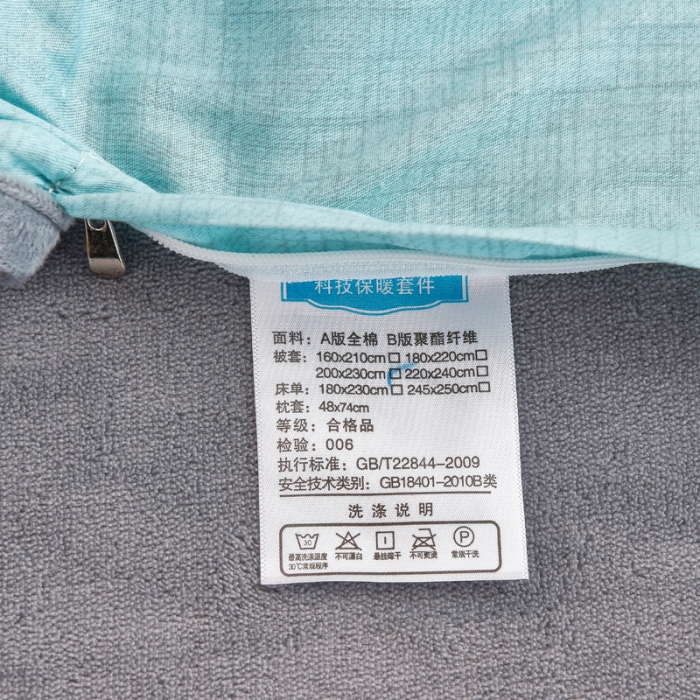 科技保暖套件
面料：A版全棉 B版聚酯纤维
被套：160x210cm□ 180x220cm□
200x230cm□ 220x240cm□
床单：180x230cm□ 245x250cm□
枕套：48x74cm
等级：合格品
检验：006
执行标准：GB/T22844-2009
安全技术类别：GB18401-2010B类
洗涤说明
30 P
最高洗涤温度 不可漂白 悬挂晾干 不可熨烫 常规干洗
30℃常规程序